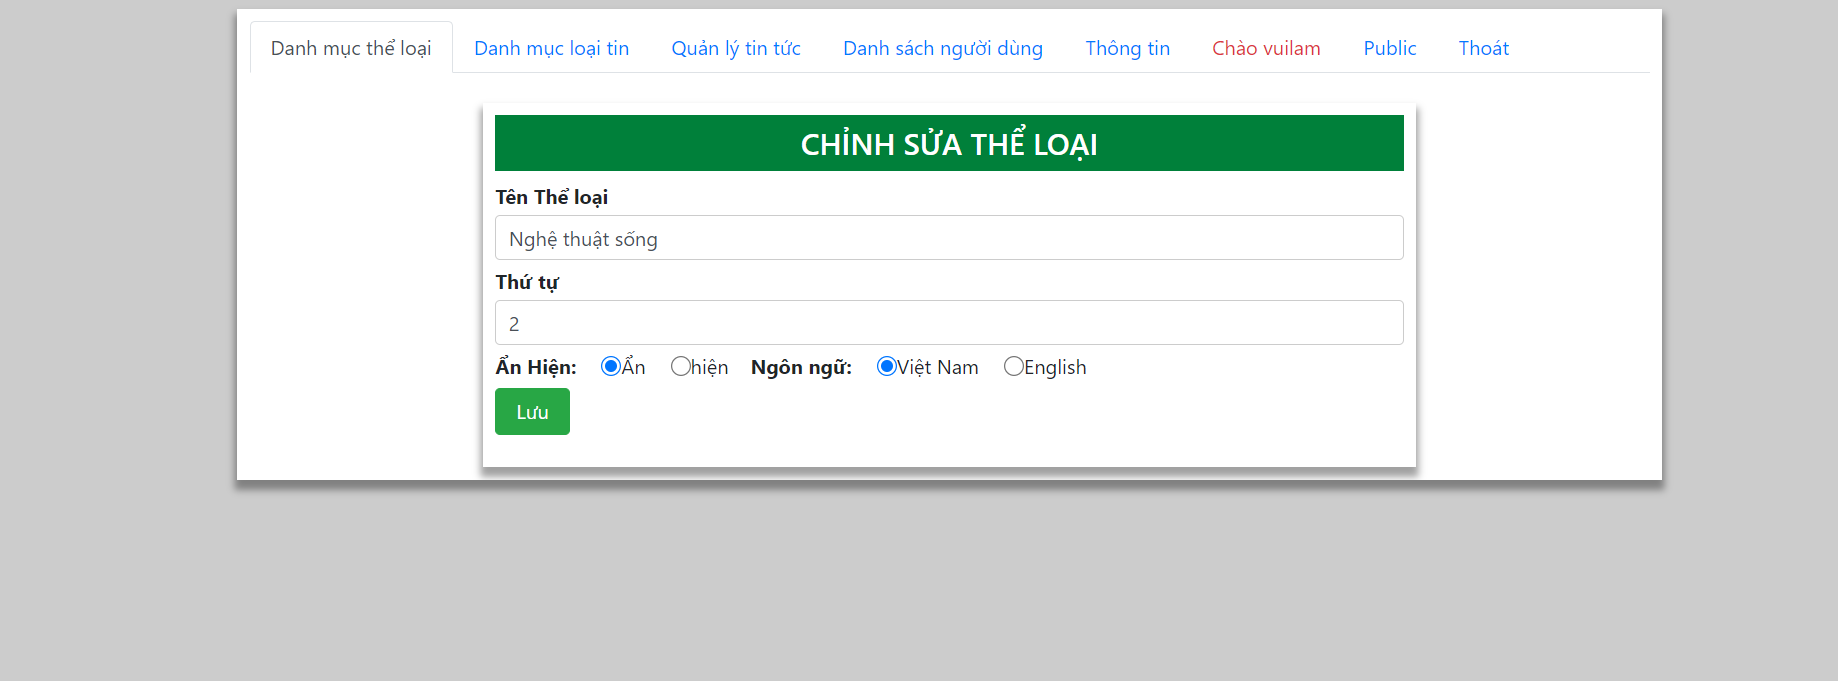 Danh mục thể loại Danh mục loại tin Quản lý tin tức Danh sách người dùng Thông tin Chào vuilam Public Thoát
CHỈNH SỬA THỂ LOẠI
Tên Thể loại
Nghệ thuật sống
Thứ tự
2
Ẩn Hiện: Ẩn hiện Ngôn ngữ: Việt Nam English
Lưu